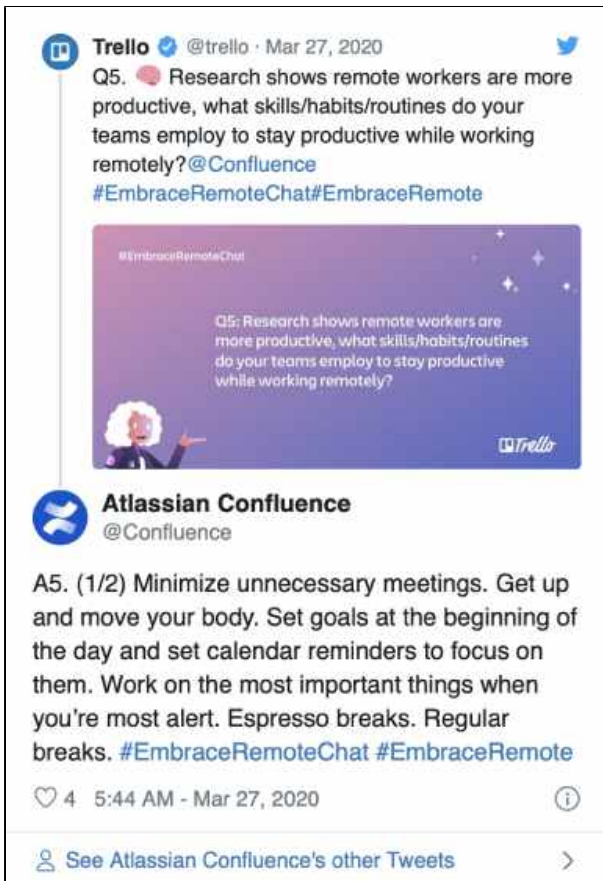 Trello @trello · Mar 27, 2020
Q5. 🧠 Research shows remote workers are more
productive, what skills/habits/routines do your
teams employ to stay productive while working
remotely?@Confluence
#EmbraceRemoteChat#EmbraceRemote
#EmbraceRemoteChat
Q5: Research shows remote workers are
more productive, what skills/habits/routines
do your teams employ to stay productive
while working remotely?
Trello
Atlassian Confluence
@Confluence
A5. (1/2) Minimize unnecessary meetings. Get up
and move your body. Set goals at the beginning of
the day and set calendar reminders to focus on
them. Work on the most important things when
you're most alert. Espresso breaks. Regular
breaks. #EmbraceRemoteChat #EmbraceRemote
4 5:44 AM - Mar 27, 2020
See Atlassian Confluence's other Tweets